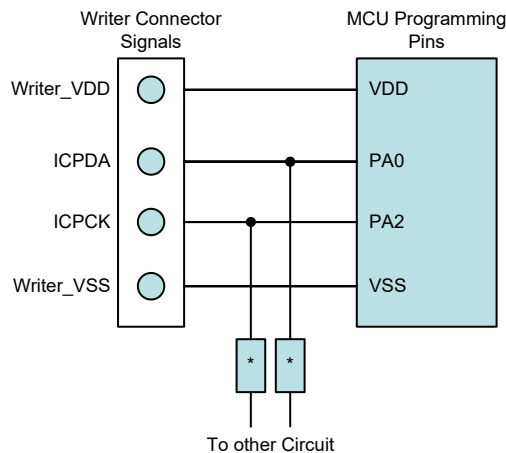 Writer Connector
Signals
MCU Programming
Pins
Writer_VDD
VDD
ICPDA
PA0
ICPCK
PA2
Writer_VSS
VSS
*
*
To other Circuit